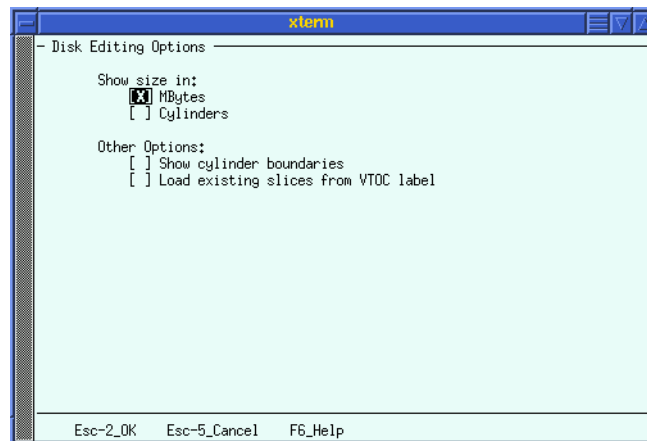 xterm
Disk Editing Options
Show size in:
[X] MBytes
[ ] Cylinders
Other Options:
[ ] Show cylinder boundaries
[ ] Load existing slices from VTOC label
Esc-2_OK Esc-5_Cancel F6_Help